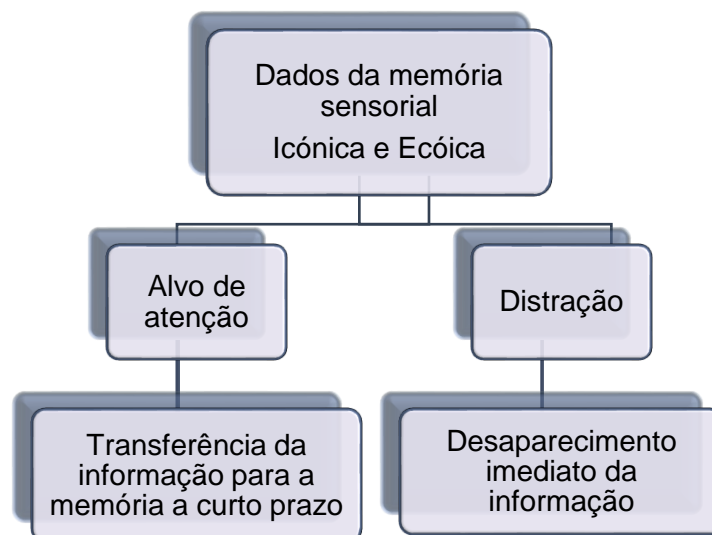 Dados da memória
sensorial
Icónica e Ecóica
Alvo de
atenção
Distração
Transferência da
informação para a
memória a curto prazo
Desaparecimento
imediato da
informação